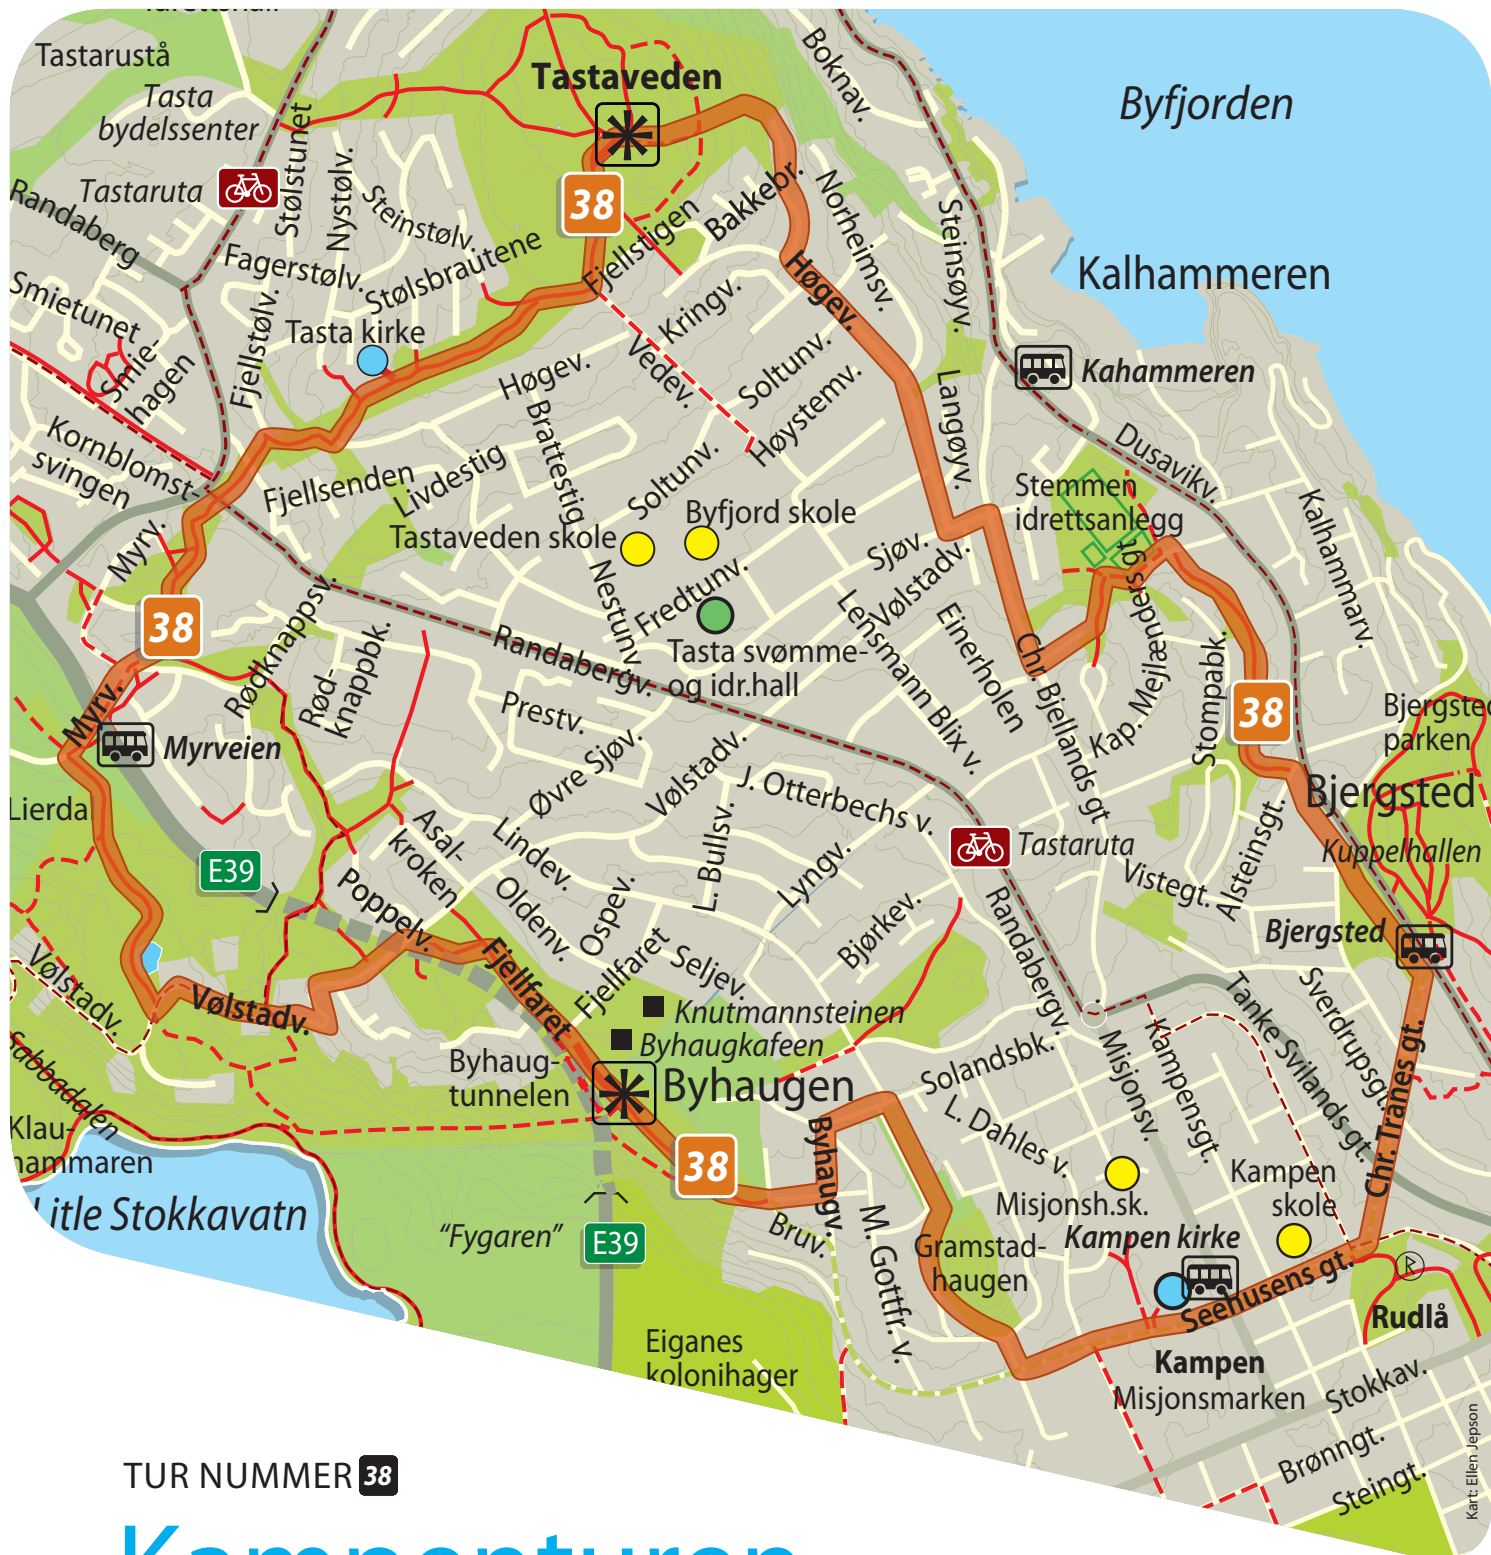 Tastarustå
Tasta
bydelssenter
Tastaruta
Randaberg
Smietunet
Smie-
hagen
Kornblomst-
svingen
Stølstunet
Nystølv.
Steinstølv.
Fagerstølv.
Stølsbrautene
Fjellstølv.
Tasta kirke
Tastaveden
38
Fjellstigen
Bakkebr.
Boknav.
Norheimsv.
Høgev.
Kringv.
Vedev.
Soltunv.
Høystemv.
Steinsøyv.
Langøyv.
Byfjorden
Kalhammeren
Kahammeren
Dusavikv.
Kalhammarv.
Stemmen
idrettsanlegg
Høgev.
Brattestig
Livdestig
Fjellsenden
Soltunv.
Tastaveden skole
Byfjord skole
Nestunv.
Fredtunv.
Tasta svømme-
og idr.hall
Sjøv.
Vølstadv.
Lensmann Blix v.
Einerholen
Chr. Bjellands gt
Kap. Mejlænders gt
Stompabk.
38
Bjergsted
parken
Bjergsted
Kuppelhallen
Bjergsted
Myrv.
38
Myrv.
Myrveien
Rødknappsv.
Rød-
knappbk.
Randabergv.
Prestv.
Øvre Sjøv.
Vølstadv.
J. Otterbechs v.
L. Bullsv.
Lyngv.
Bjørkev.
Tastaruta
Randabergv.
Vistegt.
Alsteinsgt.
Lierda
E39
Poppelv.
Asal-
kroken
Lindev.
Oldenv.
Ospev.
Fjellfaret
Seljev.
Fjellfaret
Knutmannsteinen
Byhaugkafeen
Byhaugen
Byhaug-
tunnelen
Vølstadv.
Vølstadv.
Sabbadalen
Klau-
hammaren
Litle Stokkavatn
"Fygaren"
E39
38
Byhaugv.
Bruv.
M. Gottfr. v.
Gramstad-
haugen
Solandsbk.
L. Dahles v.
Misjonsv.
Kampensgt.
Tanke Svilands gt.
Sverdrupsgt.
Chr. Tranes gt.
Misjonsh.sk.
Kampen
skole
Kampen kirke
Seehusens gt.
Rudlå
Kampen
Misjonsmarken
Stokkav.
Brønngt.
Steingt.
Eiganes
kolonihager
Kart: Ellen Jepson
TUR NUMMER 38
Kampenturen